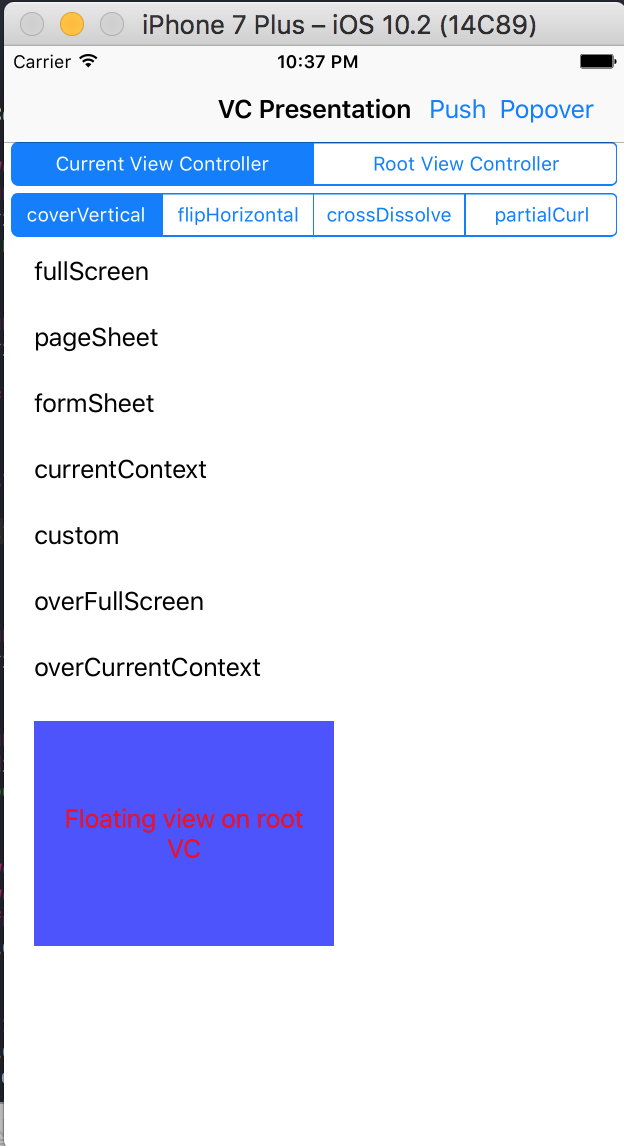 iPhone 7 Plus – iOS 10.2 (14C89)
Carrier 10:37 PM
VC Presentation Push Popover
Current View Controller Root View Controller
coverVertical flipHorizontal crossDissolve partialCurl
fullScreen
pageSheet
formSheet
currentContext
custom
overFullScreen
overCurrentContext
Floating view on root
VC